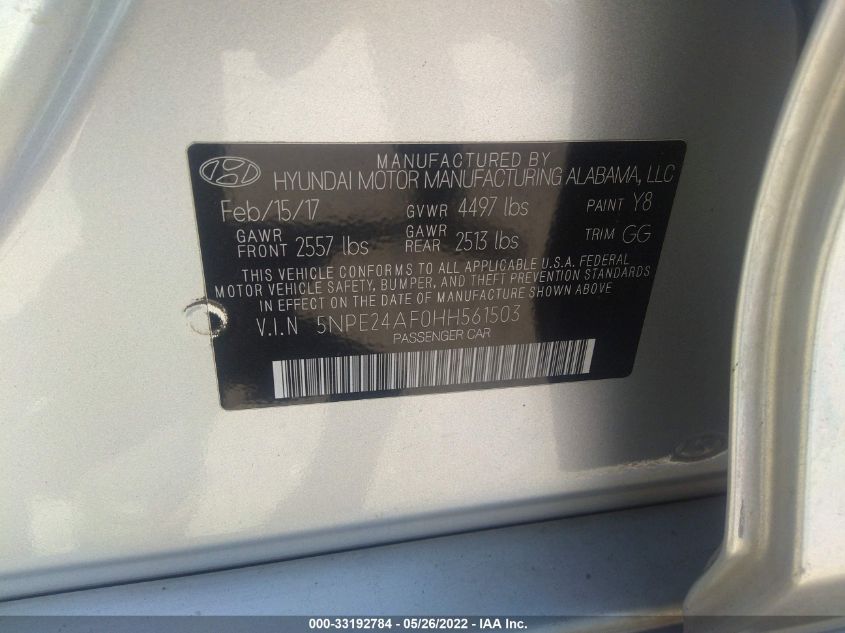 MANUFACTURED BY
HYUNDAI MOTOR MANUFACTURING ALABAMA, LLC
Feb/15/17 GVWR 4497 lbs PAINT Y8
GAWR FRONT 2557 lbs GAWR REAR 2513 lbs TRIM GG
THIS VEHICLE CONFORMS TO ALL APPLICABLE U.S.A. FEDERAL
MOTOR VEHICLE SAFETY, BUMPER, AND THEFT PREVENTION STANDARDS
IN EFFECT ON THE DATE OF MANUFACTURE SHOWN ABOVE
V.I.N 5NPE24AF0HH561503
PASSENGER CAR
000-33192784 - 05/26/2022 - IAA Inc.